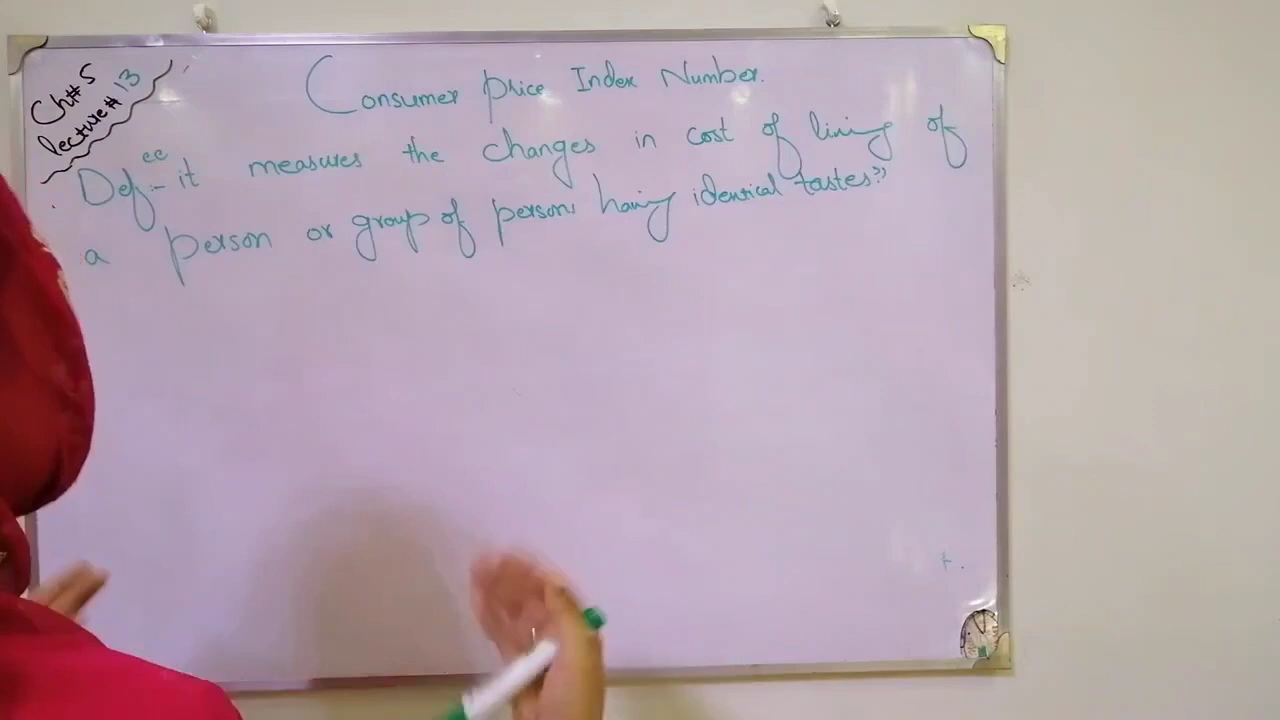 Ch# 5
lecture# 13
Consumer price Index Number.
Def:- "it measures the changes in cost of living of
a person or group of persons having identical tastes"